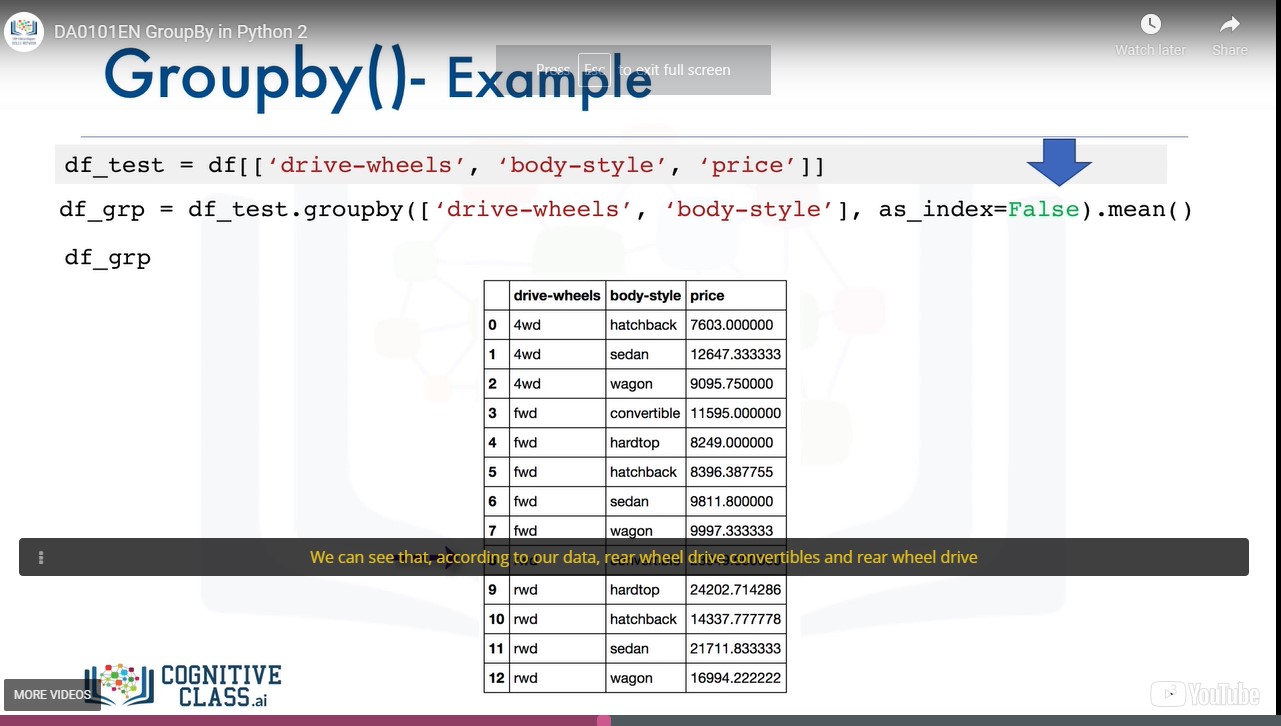 DA0101EN GroupBy in Python 2
Watch later
Share
Press Esc to exit full screen
Groupby()- Example
df_test = df[[‘drive-wheels’, ‘body-style’, ‘price’]]
df_grp = df_test.groupby([‘drive-wheels’, ‘body-style’], as_index=False).mean()
df_grp
drive-wheels body-style price
0 4wd hatchback 7603.000000
1 4wd sedan 12647.333333
2 4wd wagon 9095.750000
3 fwd convertible 11595.000000
4 fwd hardtop 8249.000000
5 fwd hatchback 8396.387755
6 fwd sedan 9811.800000
7 fwd wagon 9997.333333
We can see that, according to our data, rear wheel drive convertibles and rear wheel drive
9 rwd hardtop 24202.714286
10 rwd hatchback 14337.777778
11 rwd sedan 21711.833333
12 rwd wagon 16994.222222
COGNITIVE
CLASS.ai
MORE VIDEOS
YouTube